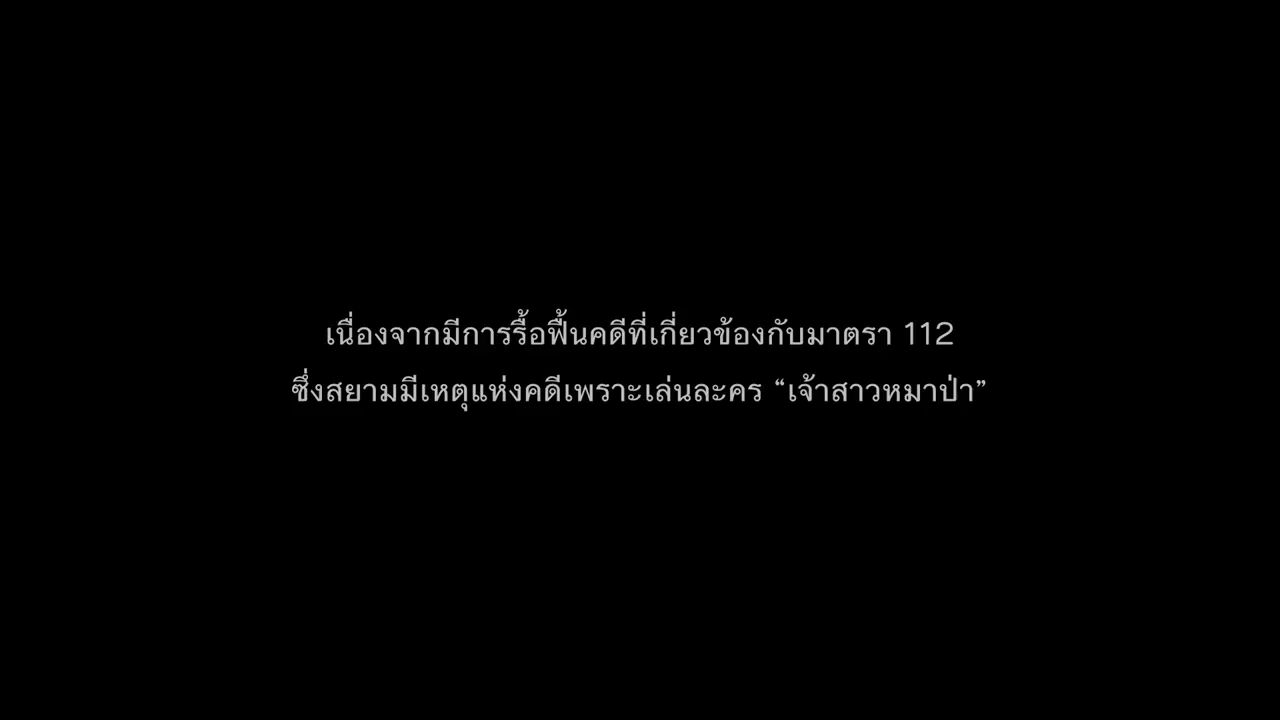 เนื่องจากมีการรื้อฟื้นคดีที่เกี่ยวข้องกับมาตรา 112
ซึ่งสยามมีเหตุแห่งคดีเพราะเล่นละคร “เจ้าสาวหมาป่า”